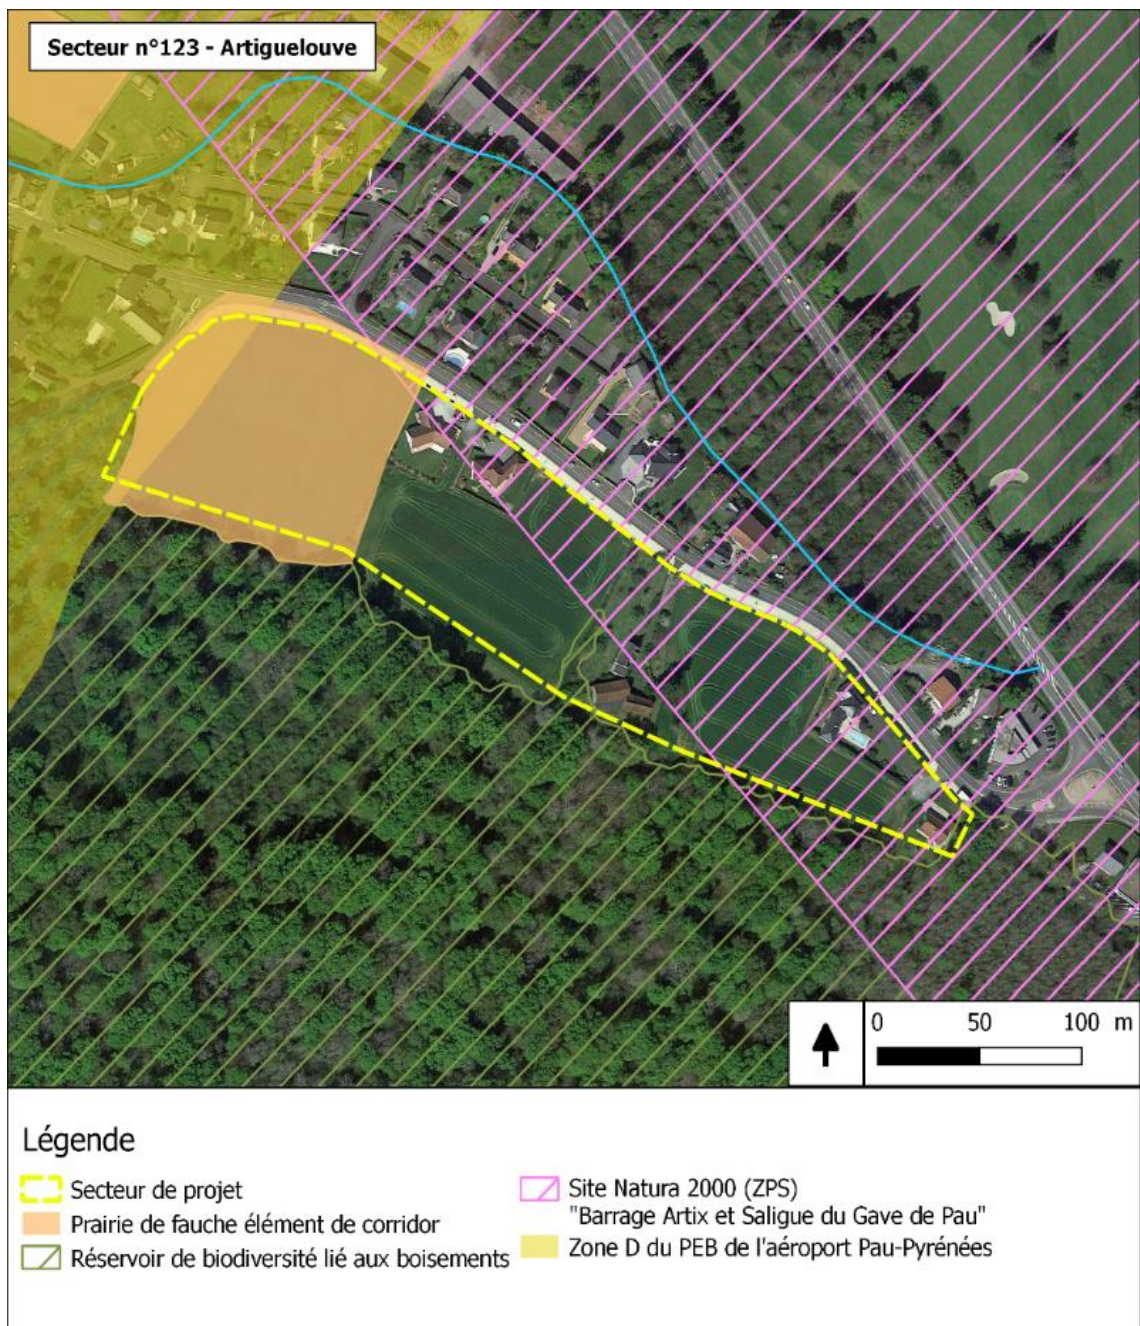 Secteur n°123 - Artiguelouve
0 50 100 m
Légende
Secteur de projet
Prairie de fauche élément de corridor
Réservoir de biodiversité lié aux boisements
Site Natura 2000 (ZPS)
"Barrage Artix et Saligue du Gave de Pau"
Zone D du PEB de l'aéroport Pau-Pyrénées